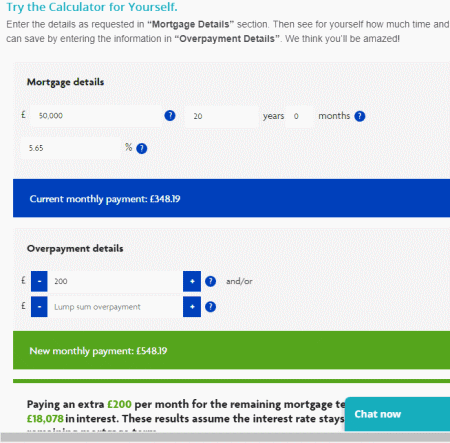 Try the Calculator for Yourself.
Enter the details as requested in “Mortgage Details” section. Then see for yourself how much time and
can save by entering the information in “Overpayment Details”. We think you’ll be amazed!
Mortgage details
£ 50,000 ? 20 years 0 months ?
5.65 % ?
Current monthly payment: £348.19
Overpayment details
£ - 200 + ? and/or
£ - Lump sum overpayment + ?
New monthly payment: £548.19
Paying an extra £200 per month for the remaining mortgage te
£18,078 in interest. These results assume the interest rate stays
remaining mortgage term
Chat now